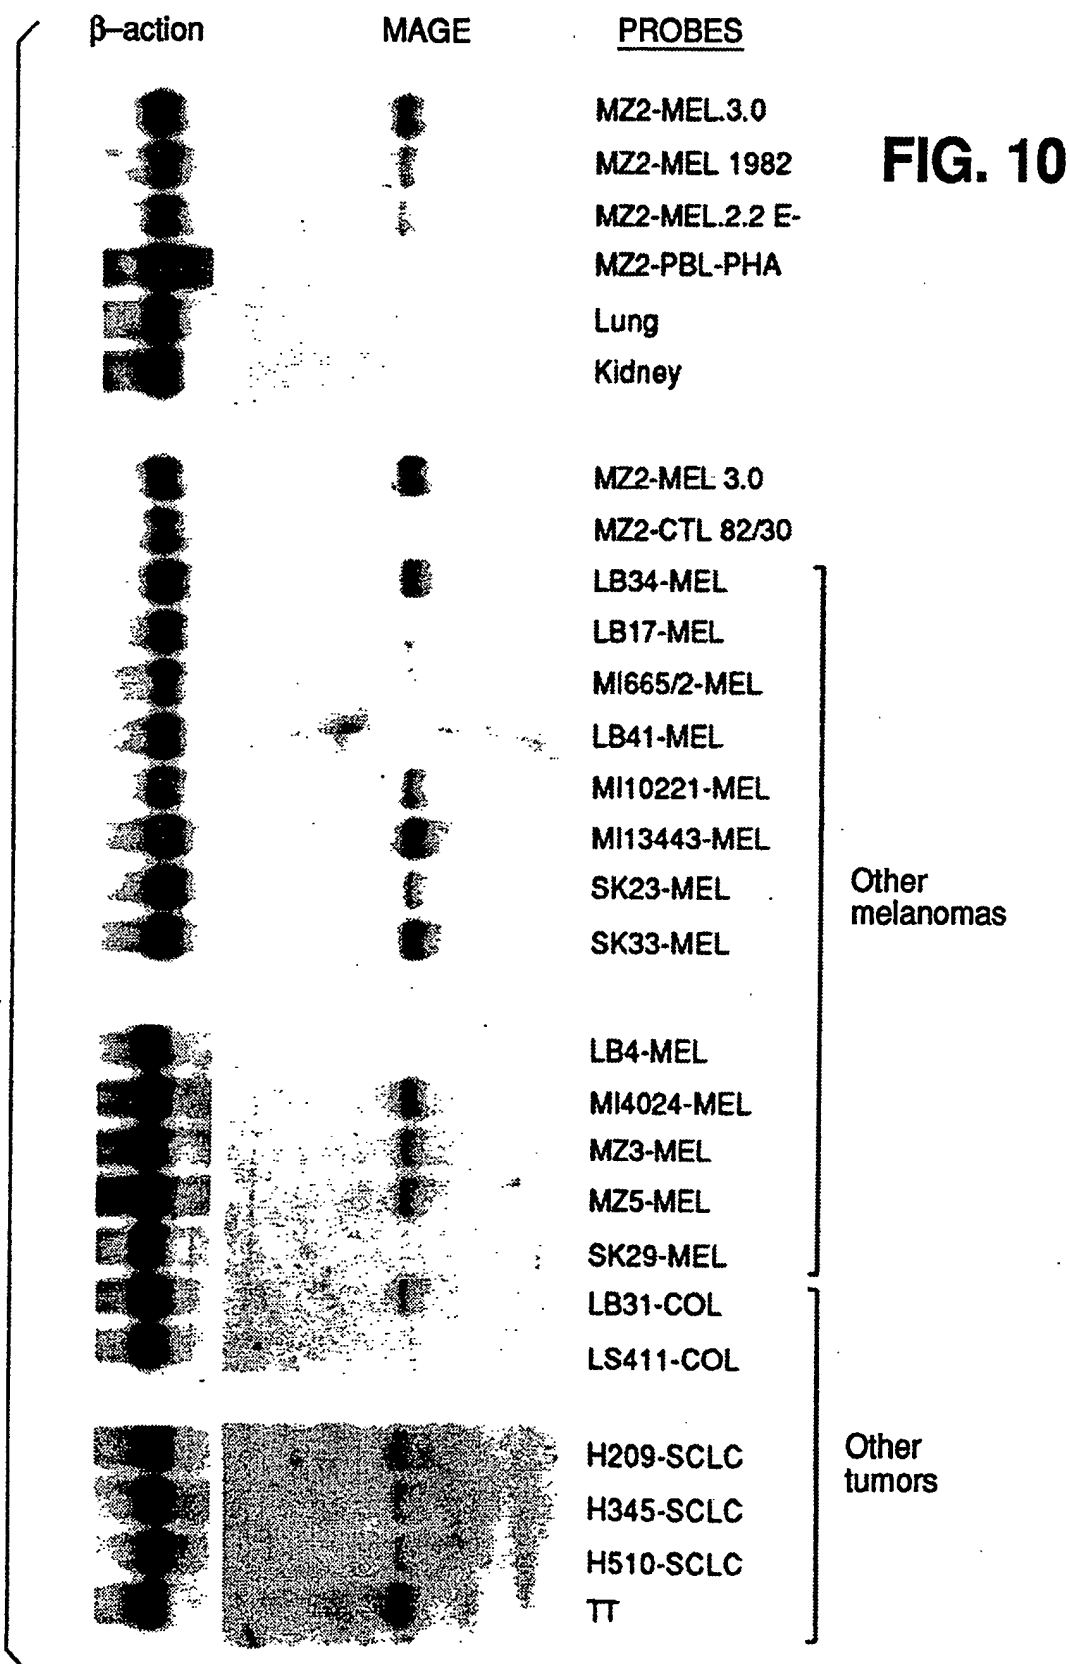 β–action MAGE PROBES
MZ2-MEL.3.0
FIG. 10
MZ2-MEL 1982
MZ2-MEL.2.2 E-
MZ2-PBL-PHA
Lung
Kidney
MZ2-MEL 3.0
MZ2-CTL 82/30
LB34-MEL
LB17-MEL
MI665/2-MEL
LB41-MEL
MI10221-MEL
MI13443-MEL
SK23-MEL
SK33-MEL
Other
melanomas
LB4-MEL
MI4024-MEL
MZ3-MEL
MZ5-MEL
SK29-MEL
LB31-COL
LS411-COL
H209-SCLC
H345-SCLC
H510-SCLC
TT
Other
tumors